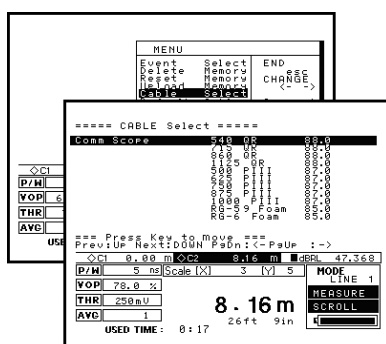 MENU
Event Select END
Delete Memory esc
Reset Memory CHANGE
Upload Memory <- ->
Cable Select
◇C1
P/W
VOP 6
THR
AVG
USE
===== CABLE Select =====
Comm Scope 540 QR 88.0
715 QR 88.0
860 QR 88.0
1125 QR 88.0
500 PIII 87.0
625 PIII 87.0
750 PIII 87.0
875 PIII 87.0
1000 PIII 87.0
RG-59 Foam 85.0
RG-6 Foam 85.0
=== Press Key to move ===
Prev:UP Next:DOWN PgDn:<- PgUP :->
◇C1 0.00 m ◇C2 8.16 m ■dBRL 47.368
P/W 5 ns Scale [X] 3 [Y] 5 MODE
LINE 1
VOP 78.0 %
MEASURE
THR 250mV
SCROLL
8.16 m
AVG 1
26ft 9in
USED TIME: 0:17